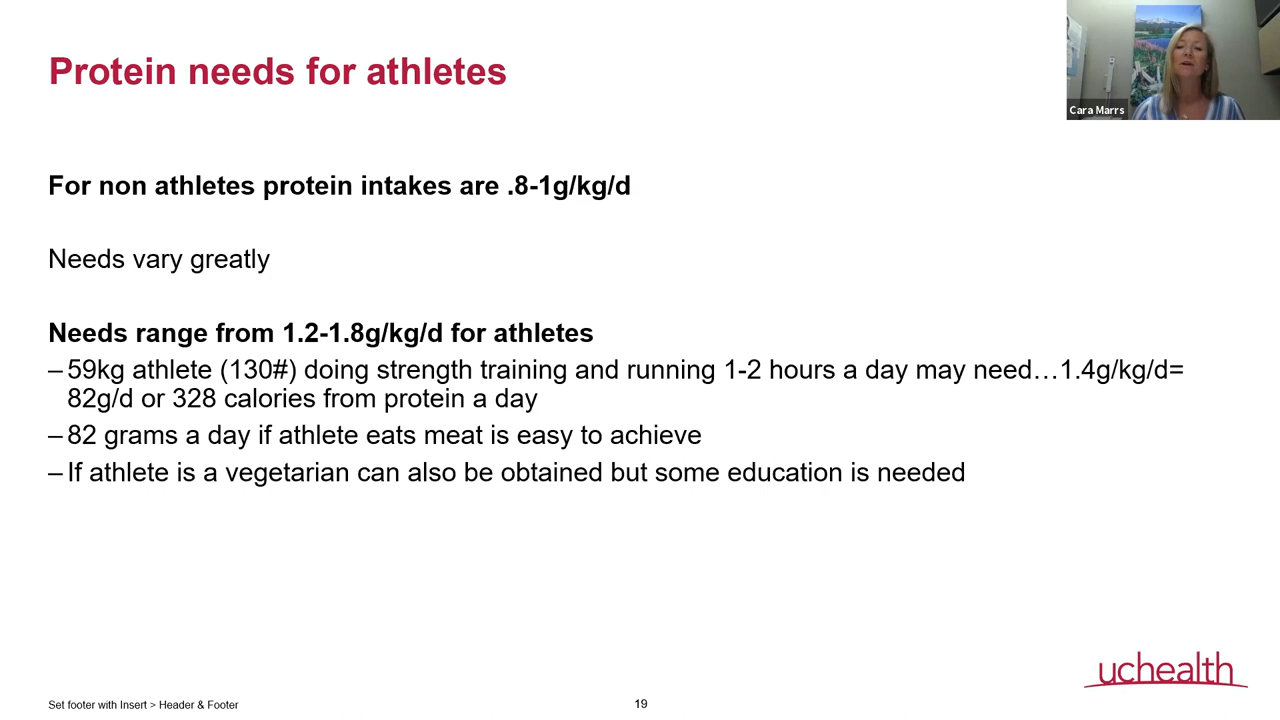 Protein needs for athletes
Cara Marrs
For non athletes protein intakes are .8-1g/kg/d
Needs vary greatly
Needs range from 1.2-1.8g/kg/d for athletes
–59kg athlete (130#) doing strength training and running 1-2 hours a day may need…1.4g/kg/d=
82g/d or 328 calories from protein a day
–82 grams a day if athlete eats meat is easy to achieve
–If athlete is a vegetarian can also be obtained but some education is needed
uchealth
Set footer with Insert > Header & Footer
19